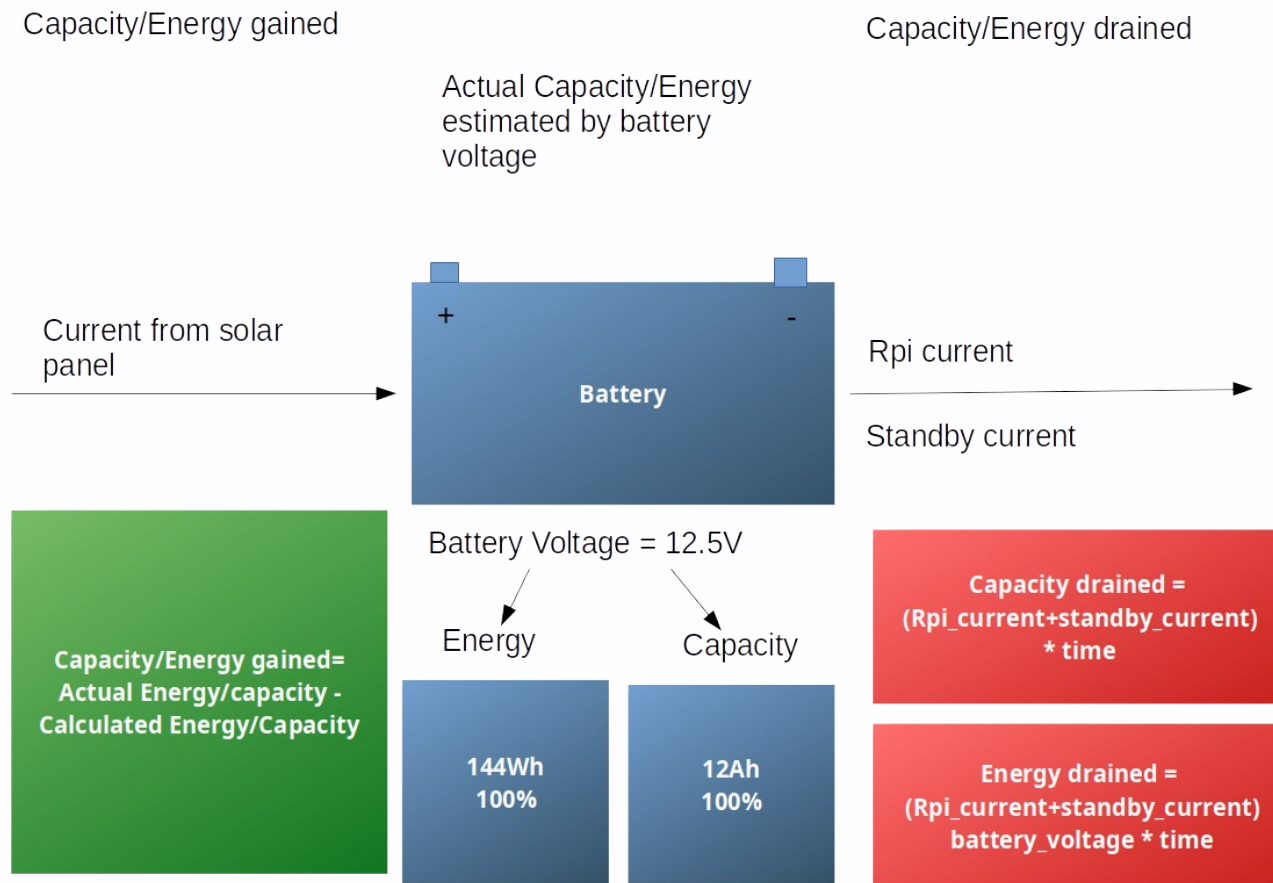 Capacity/Energy gained
Capacity/Energy drained
Actual Capacity/Energy
estimated by battery
voltage
Current from solar
panel
+
-
Battery
Rpi current
Standby current
Battery Voltage = 12.5V
Energy
Capacity
Capacity/Energy gained=
Actual Energy/capacity -
Calculated Energy/Capacity
144Wh
100%
12Ah
100%
Capacity drained =
(Rpi_current+standby_current)
* time
Energy drained =
(Rpi_current+standby_current)
battery_voltage * time